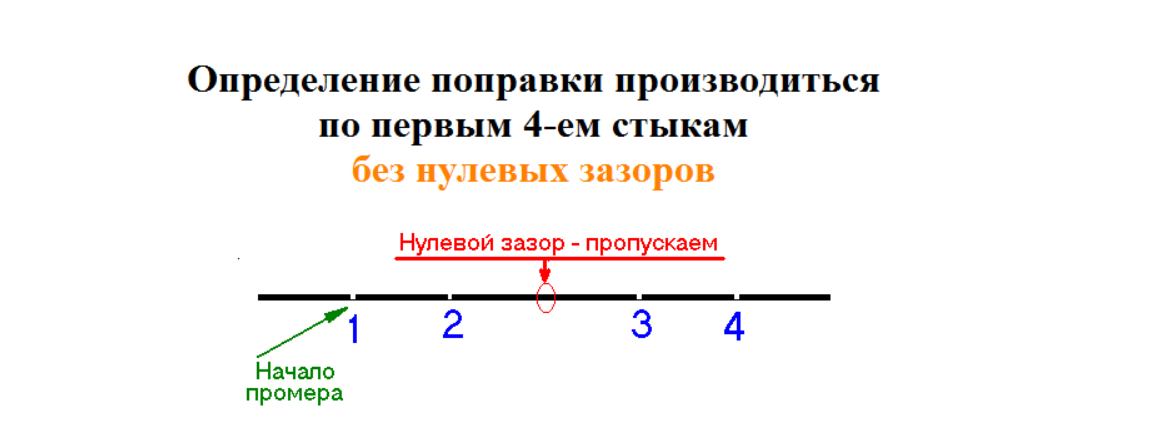 Определение поправки производиться
по первым 4-ем стыкам
без нулевых зазоров
Нулевой зазор - пропускаем
1
2
3
4
Начало
промера